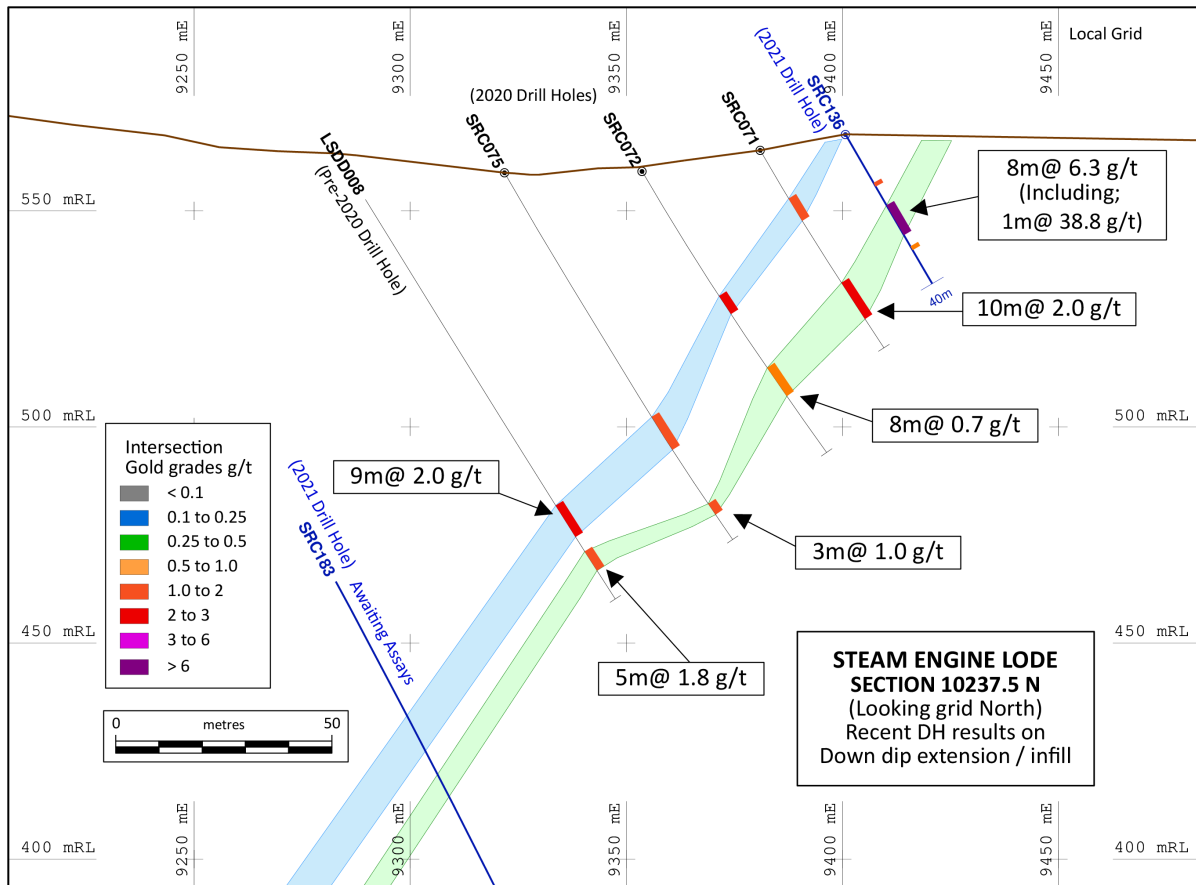 9250 mE
9300 mE
9350 mE
9400 mE
9450 mE
Local Grid
(2020 Drill Holes)
(2021 Drill Hole)
SRC136
SRC071
SRC072
SRC075
LSDD008
(Pre-2020 Drill Hole)
550 mRL
550 mRL
8m@ 6.3 g/t
(Including;
1m@ 38.8 g/t)
40m
10m@ 2.0 g/t
500 mRL
500 mRL
8m@ 0.7 g/t
Intersection
Gold grades g/t
< 0.1
0.1 to 0.25
0.25 to 0.5
0.5 to 1.0
1.0 to 2
2 to 3
3 to 6
> 6
9m@ 2.0 g/t
(2021 Drill Hole)
SRC183
Awaiting Assays
3m@ 1.0 g/t
5m@ 1.8 g/t
450 mRL
450 mRL
STEAM ENGINE LODE
SECTION 10237.5 N
(Looking grid North)
Recent DH results on
Down dip extension / infill
0 metres 50
400 mRL
400 mRL
9250 mE
9300 mE
9350 mE
9400 mE
9450 mE